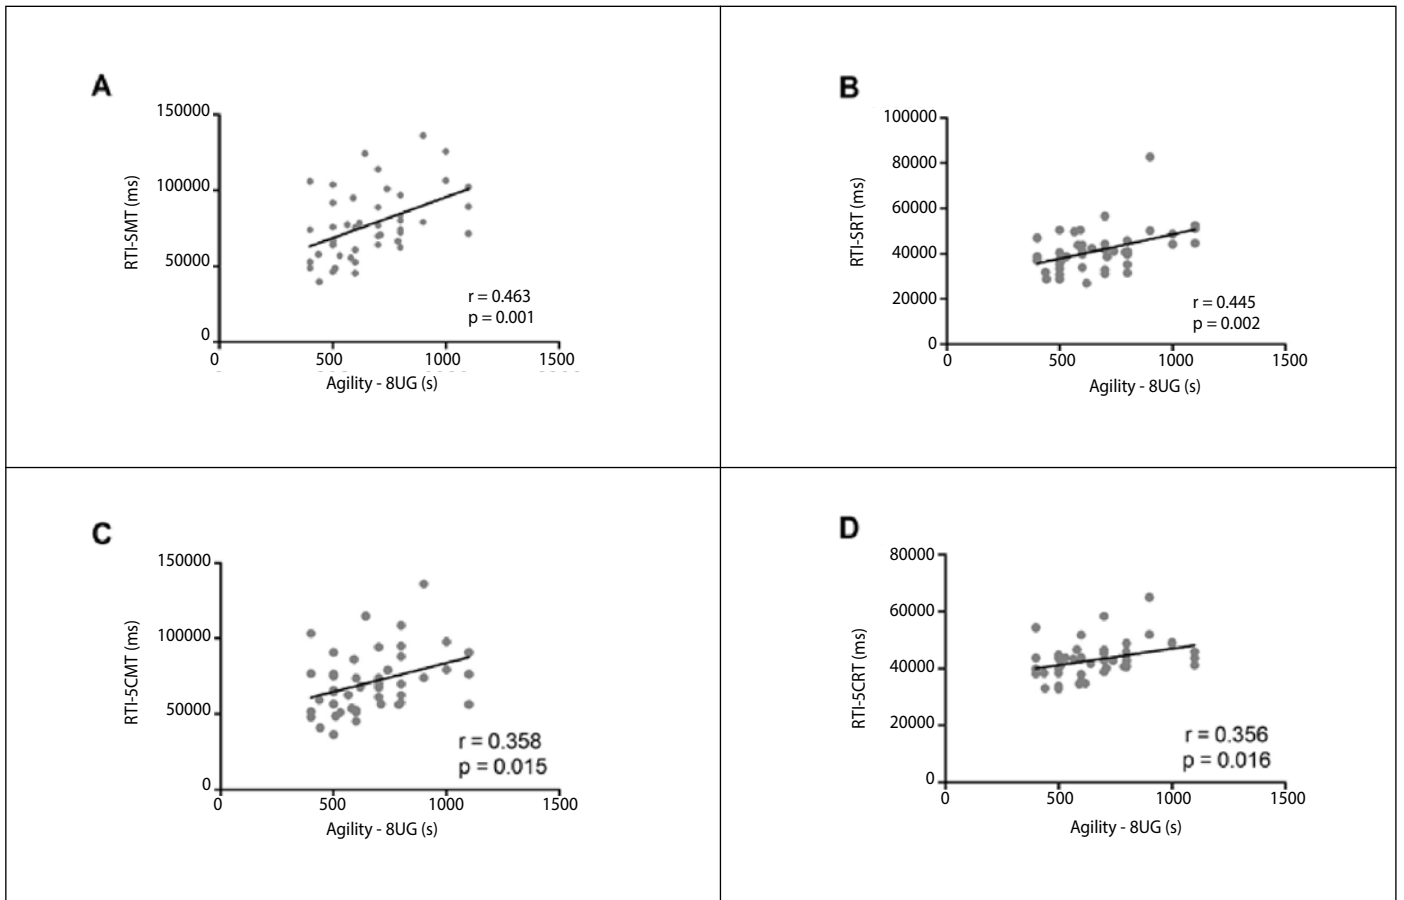 A
150000
100000
50000
0
RTI-SMT (ms)
r = 0.463
p = 0.001
0 500 1000 1500
Agility - 8UG (s)
B
100000
80000
60000
40000
20000
0
RTI-SRT (ms)
r = 0.445
p = 0.002
0 500 1000 1500
Agility - 8UG (s)
C
150000
100000
50000
0
RTI-5CMT (ms)
r = 0.358
p = 0.015
0 500 1000 1500
Agility - 8UG (s)
D
80000
60000
40000
20000
0
RTI-5CRT (ms)
r = 0.356
p = 0.016
0 500 1000 1500
Agility - 8UG (s)